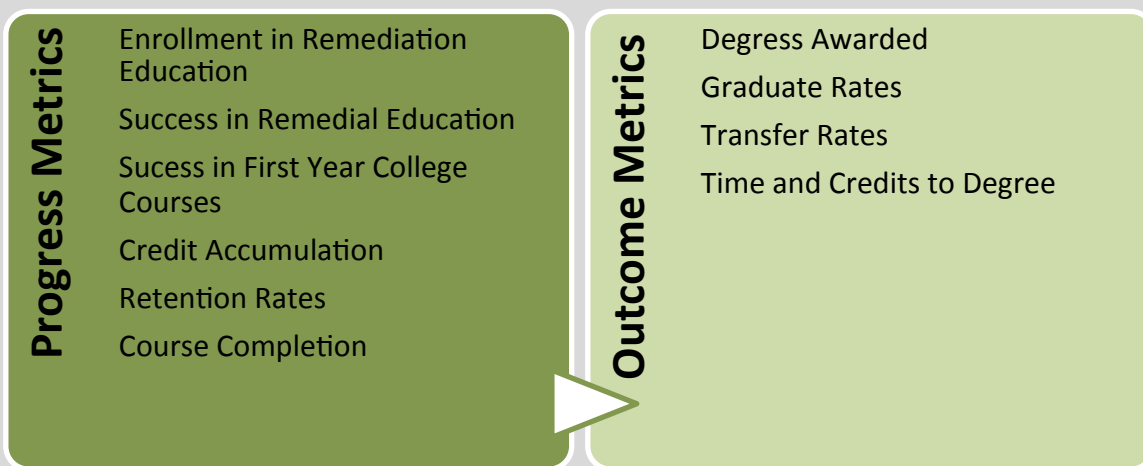 Progress Metrics
Enrollment in Remediation
Education
Success in Remedial Education
Sucess in First Year College
Courses
Credit Accumulation
Retention Rates
Course Completion
Outcome Metrics
Degress Awarded
Graduate Rates
Transfer Rates
Time and Credits to Degree